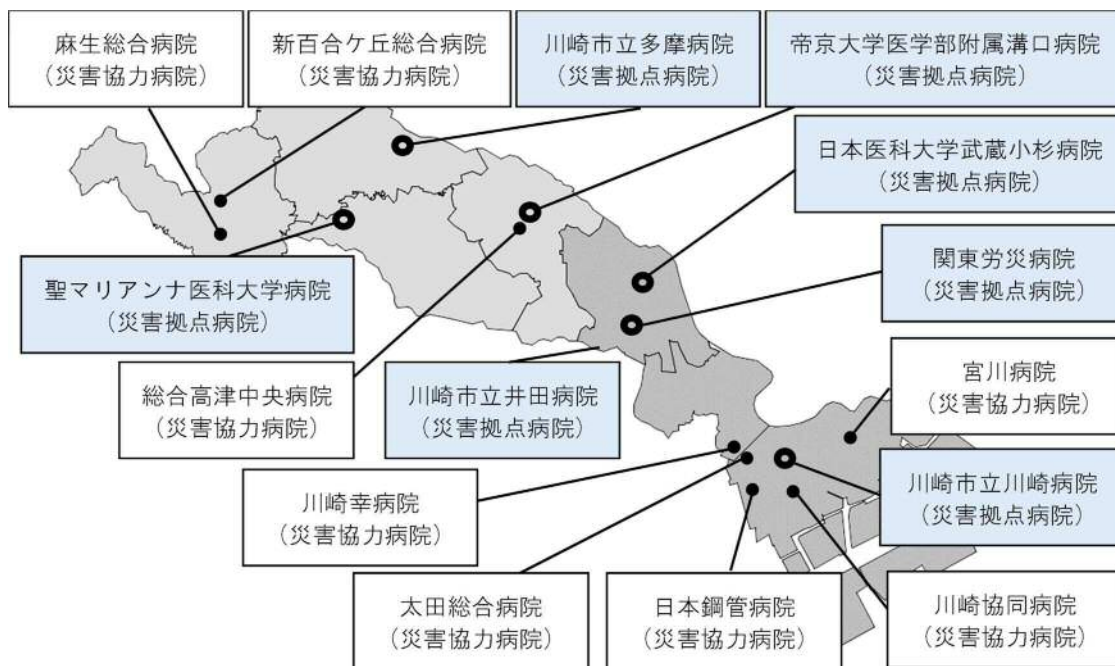 麻生総合病院
（災害協力病院）
新百合ケ丘総合病院
（災害協力病院）
川崎市立多摩病院
（災害拠点病院）
帝京大学医学部附属溝口病院
（災害拠点病院）
日本医科大学武蔵小杉病院
（災害拠点病院）
関東労災病院
（災害拠点病院）
聖マリアンナ医科大学病院
（災害拠点病院）
総合高津中央病院
（災害協力病院）
川崎市立井田病院
（災害拠点病院）
宮川病院
（災害協力病院）
川崎幸病院
（災害協力病院）
川崎市立川崎病院
（災害拠点病院）
太田総合病院
（災害協力病院）
日本鋼管病院
（災害協力病院）
川崎協同病院
（災害協力病院）